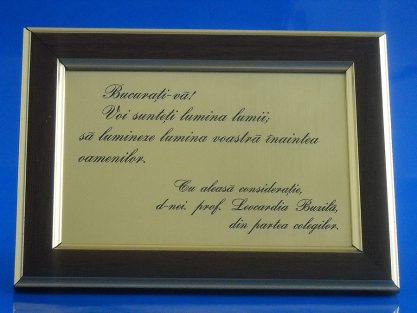 Bucurați-vă!
Voi sunteți lumina lumii;
să lumineze lumina voastră înaintea
oamenilor.
Cu aleasă considerație,
d-nei. prof. Leocardia Buzilă,
din partea colegilor.